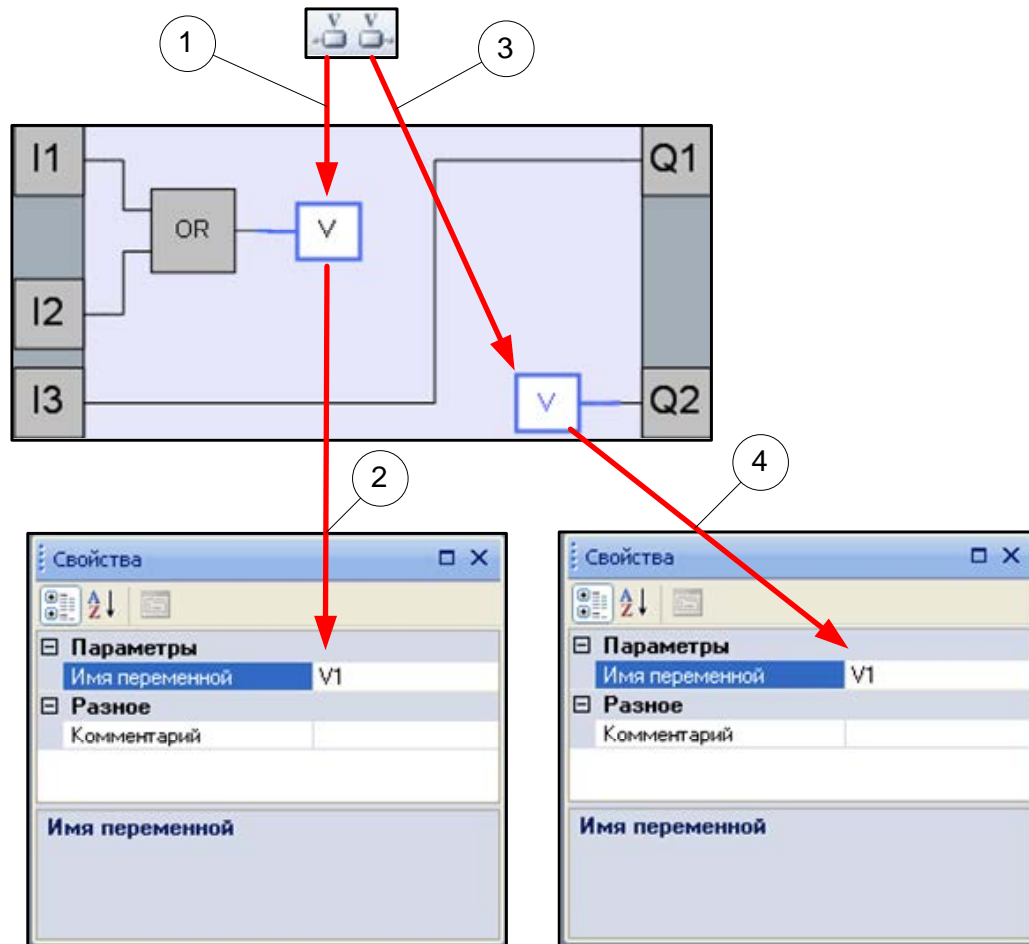 V V
1
3
I1
Q1
OR
V
I2
I3
V
Q2
2
4
Свойства
A
Z
Параметры
Имя переменной V1
Разное
Комментарий
Имя переменной
Свойства
A
Z
Параметры
Имя переменной V1
Разное
Комментарий
Имя переменной